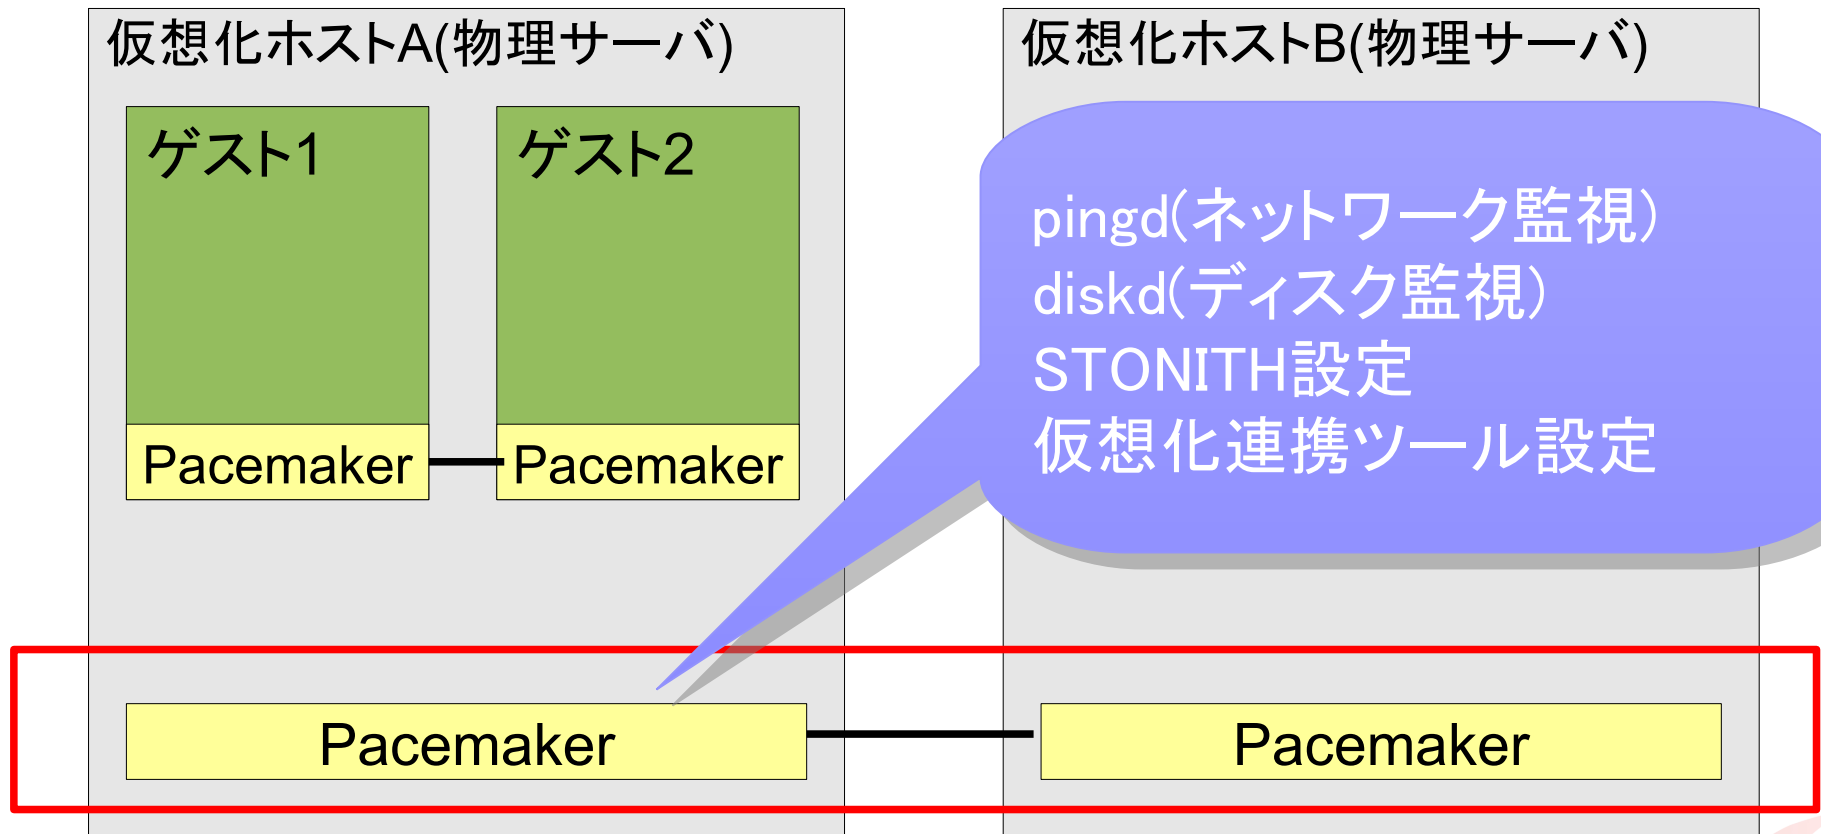 仮想化ホストA(物理サーバ)
仮想化ホストB(物理サーバ)
ゲスト1
ゲスト2
Pacemaker
Pacemaker
pingd(ネットワーク監視)
diskd(ディスク監視)
STONITH設定
仮想化連携ツール設定
Pacemaker
Pacemaker